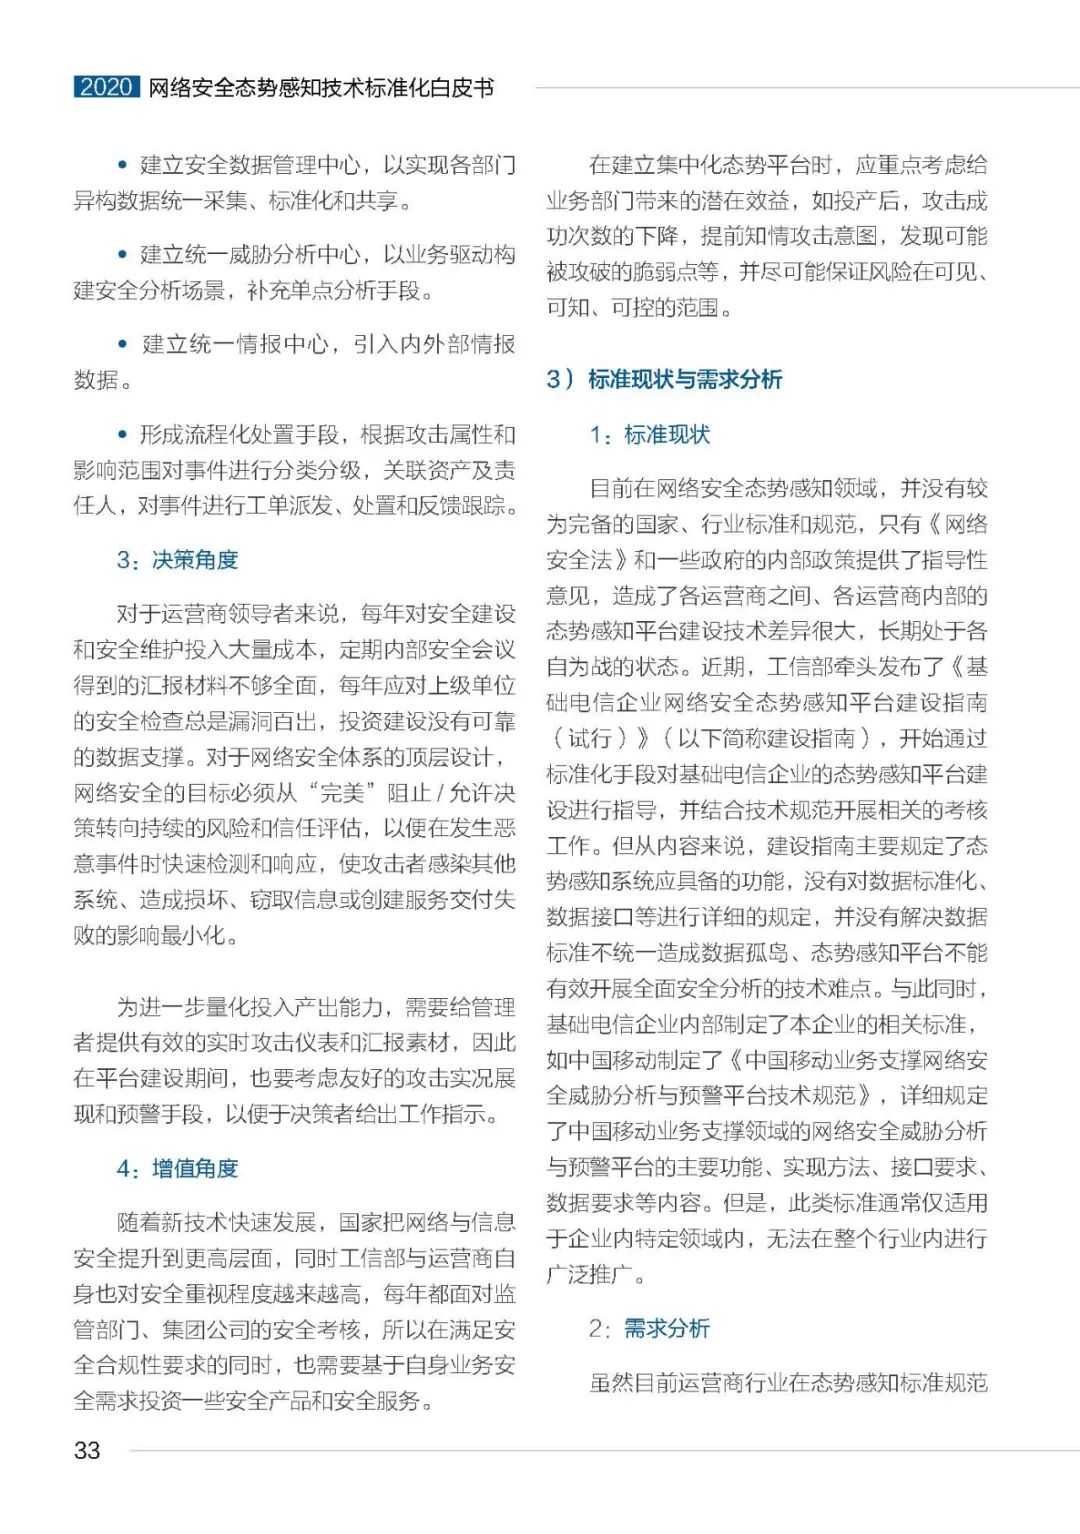 2020 网络安全态势感知技术标准化白皮书
• 建立安全数据管理中心，以实现各部门
异构数据统一采集、标准化和共享。
• 建立统一威胁分析中心，以业务驱动构
建安全分析场景，补充单点分析手段。
• 建立统一情报中心，引入内外部情报
数据。
• 形成流程化处置手段，根据攻击属性和
影响范围对事件进行分类分级，关联资产及责
任人，对事件进行工单派发、处置和反馈跟踪。
3：决策角度
对于运营商领导者来说，每年对安全建设
和安全维护投入大量成本，定期内部安全会议
得到的汇报材料不够全面，每年应对上级单位
的安全检查总是漏洞百出，投资建设没有可靠
的数据支撑。对于网络安全体系的顶层设计，
网络安全的目标必须从“完美”阻止 / 允许决
策转向持续的风险和信任评估，以便在发生恶
意事件时快速检测和响应，使攻击者感染其他
系统、造成损坏、窃取信息或创建服务交付失
败的影响最小化。
为进一步量化投入产出能力，需要给管理
者提供有效的实时攻击仪表和汇报素材，因此
在平台建设期间，也要考虑友好的攻击实况展
现和预警手段，以便于决策者给出工作指示。
4：增值角度
随着新技术快速发展，国家把网络与信息
安全提升到更高层面，同时工信部与运营商自
身也对安全重视程度越来越高，每年都面对监
管部门、集团公司的安全考核，所以在满足安
全合规性要求的同时，也需要基于自身业务安
全需求投资一些安全产品和安全服务。
在建立集中化态势平台时，应重点考虑给
业务部门带来的潜在效益，如投产后，攻击成
功次数的下降，提前知情攻击意图，发现可能
被攻破的脆弱点等，并尽可能保证风险在可见、
可知、可控的范围。
3） 标准现状与需求分析
1：标准现状
目前在网络安全态势感知领域，并没有较
为完备的国家、行业标准和规范，只有《网络
安全法》和一些政府的内部政策提供了指导性
意见，造成了各运营商之间、各运营商内部的
态势感知平台建设技术差异很大，长期处于各
自为战的状态。近期，工信部牵头发布了《基
础电信企业网络安全态势感知平台建设指南
（试行）》（以下简称建设指南），开始通过
标准化手段对基础电信企业的态势感知平台建
设进行指导，并结合技术规范开展相关的考核
工作。但从内容来说，建设指南主要规定了态
势感知系统应具备的功能，没有对数据标准化、
数据接口等进行详细的规定，并没有解决数据
标准不统一造成数据孤岛、态势感知平台不能
有效开展全面安全分析的技术难点。与此同时，
基础电信企业内部制定了本企业的相关标准，
如中国移动制定了《中国移动业务支撑网络安
全威胁分析与预警平台技术规范》，详细规定
了中国移动业务支撑领域的网络安全威胁分析
与预警平台的主要功能、实现方法、接口要求、
数据要求等内容。但是，此类标准通常仅适用
于企业内特定领域内，无法在整个行业内进行
广泛推广。
2：需求分析
虽然目前运营商行业在态势感知标准规范
33